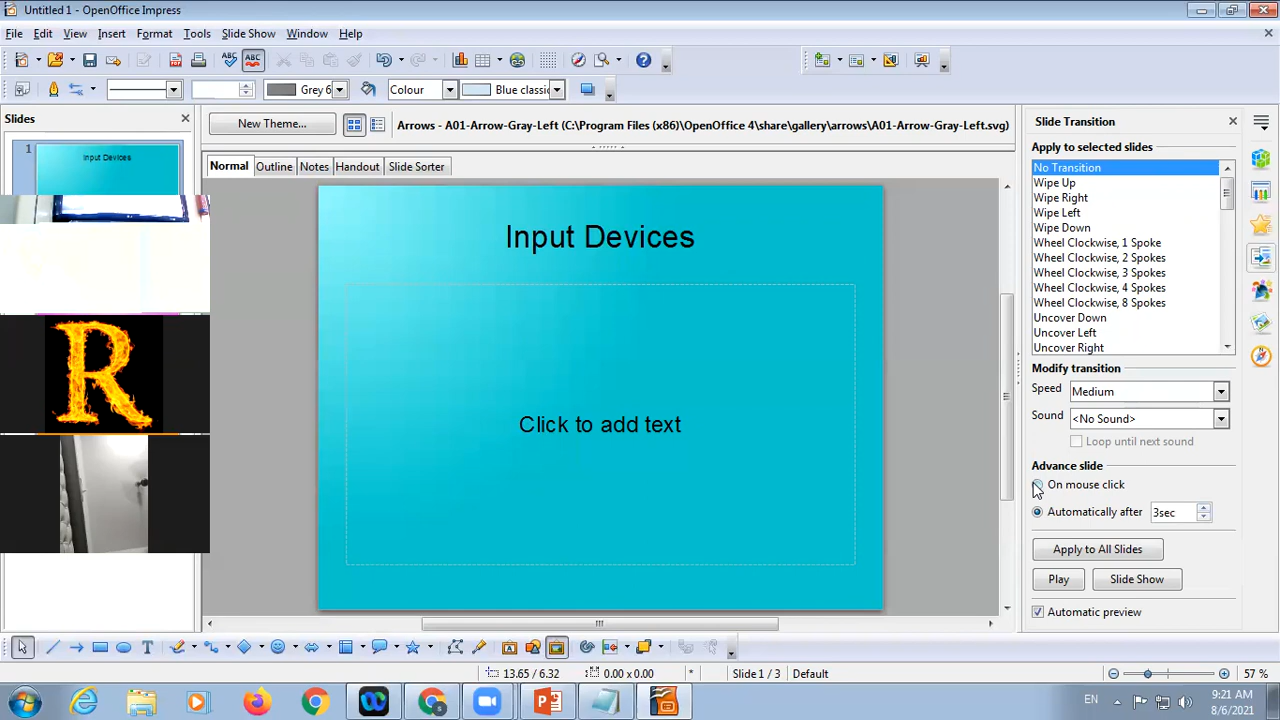 Untitled 1 - OpenOffice Impress
File Edit View Insert Format Tools Slide Show Window Help
ABC ABC
Grey 6 Colour Blue classic
Slides
New Theme... Arrows - A01-Arrow-Gray-Left (C:\Program Files (x86)\OpenOffice 4\share\gallery\arrows\A01-Arrow-Gray-Left.svg)
Normal Outline Notes Handout Slide Sorter
1
Input Devices
R
Input Devices
Click to add text
Slide Transition
Apply to selected slides
No Transition
Wipe Up
Wipe Right
Wipe Left
Wipe Down
Wheel Clockwise, 1 Spoke
Wheel Clockwise, 2 Spokes
Wheel Clockwise, 3 Spokes
Wheel Clockwise, 4 Spokes
Wheel Clockwise, 8 Spokes
Uncover Down
Uncover Left
Uncover Right
Modify transition
Speed Medium
Sound <No Sound>
Loop until next sound
Advance slide
On mouse click
Automatically after 3sec
Apply to All Slides
Play Slide Show
Automatic preview
13.65 / 6.32 0.00 x 0.00 * Slide 1 / 3 Default 57 %
EN 9:21 AM
8/6/2021